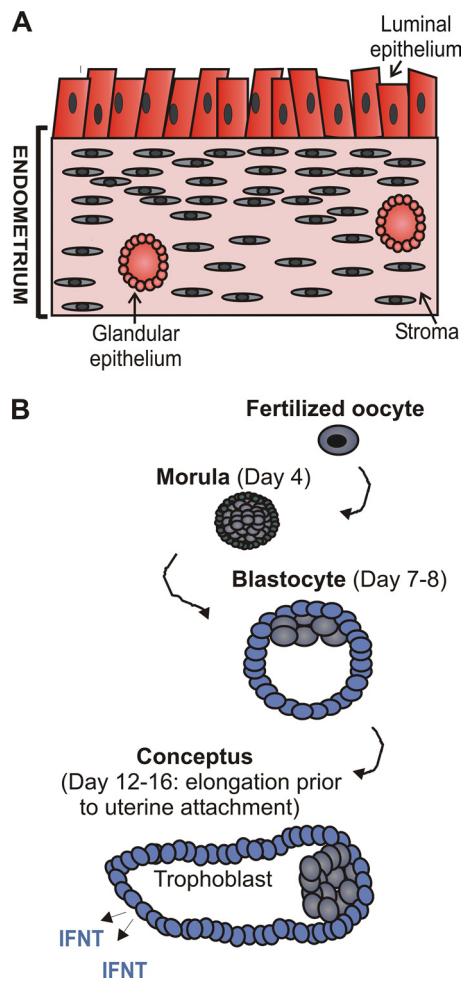 A
Luminal
epithelium
ENDOMETRIUM
Glandular
epithelium
Stroma
B
Fertilized oocyte
Morula (Day 4)
Blastocyte (Day 7-8)
Conceptus
(Day 12-16: elongation prior
to uterine attachment)
Trophoblast
IFNT
IFNT